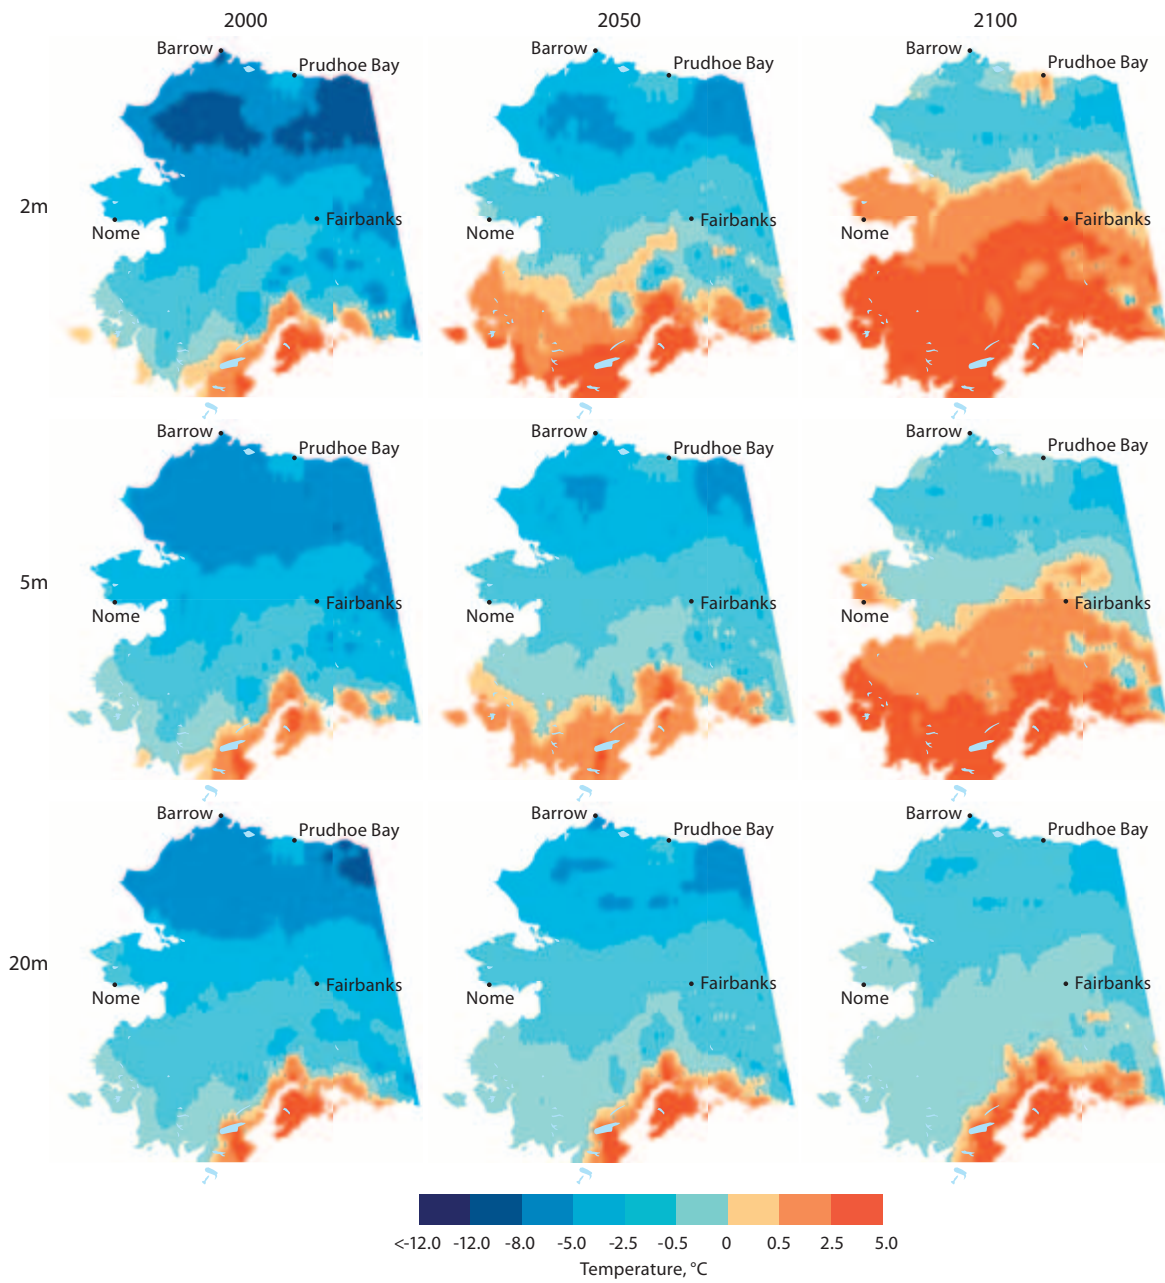 2000 2050 2100
Barrow Barrow Barrow
Prudhoe Bay Prudhoe Bay Prudhoe Bay
2m
Fairbanks Fairbanks Fairbanks
Nome Nome Nome
Barrow Barrow Barrow
Prudhoe Bay Prudhoe Bay Prudhoe Bay
5m
Fairbanks Fairbanks Fairbanks
Nome Nome Nome
Barrow Barrow Barrow
Prudhoe Bay Prudhoe Bay Prudhoe Bay
20m
Fairbanks Fairbanks Fairbanks
Nome Nome Nome
<-12.0 -12.0 -8.0 -5.0 -2.5 -0.5 0 0.5 2.5 5.0
Temperature, °C